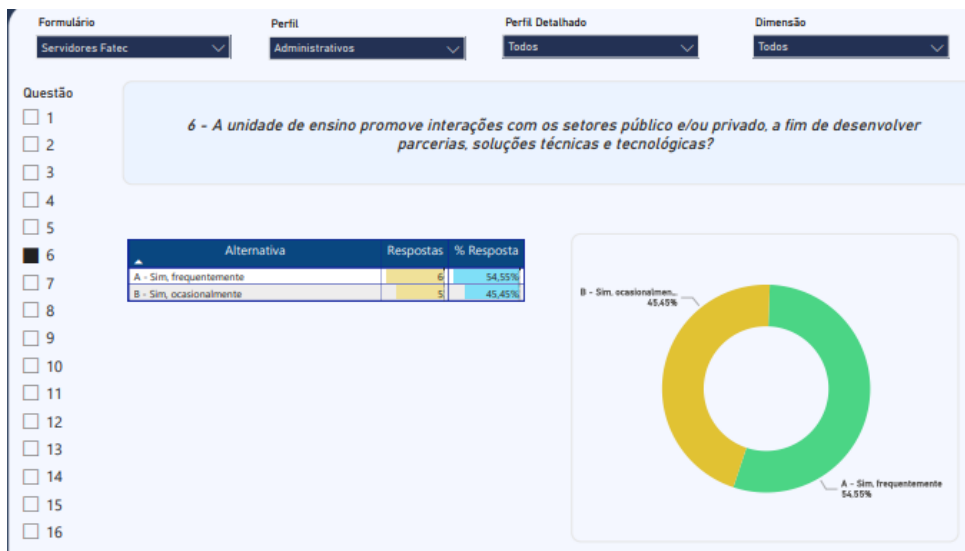 Formulário
Perfil
Perfil Detalhado
Dimensão
Servidores Fatec
Administrativos
Todos
Todos
Questão
1
2
3
4
5
6
7
8
9
10
11
12
13
14
15
16
6 - A unidade de ensino promove interações com os setores público e/ou privado, a fim de desenvolver
parcerias, soluções técnicas e tecnológicas?
Alternativa Respostas % Resposta
A - Sim, frequentemente 6 54,55%
B - Sim, ocasionalmente 5 45,45%
B - Sim, ocasionalmen...
45,45%
A - Sim, frequentemente
54,55%